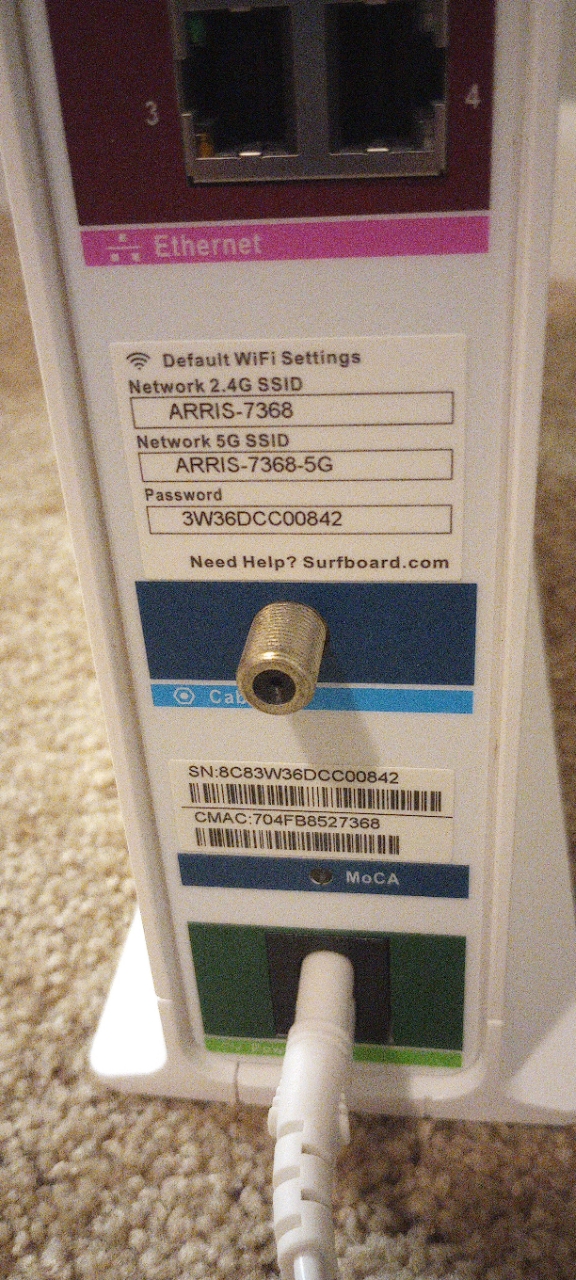 3
4
Ethernet
Default WiFi Settings
Network 2.4G SSID
ARRIS-7368
Network 5G SSID
ARRIS-7368-5G
Password
3W36DCC00842
Need Help? Surfboard.com
SN:8C83W36DCC00842
CMAC:704FB8527368
MoCA